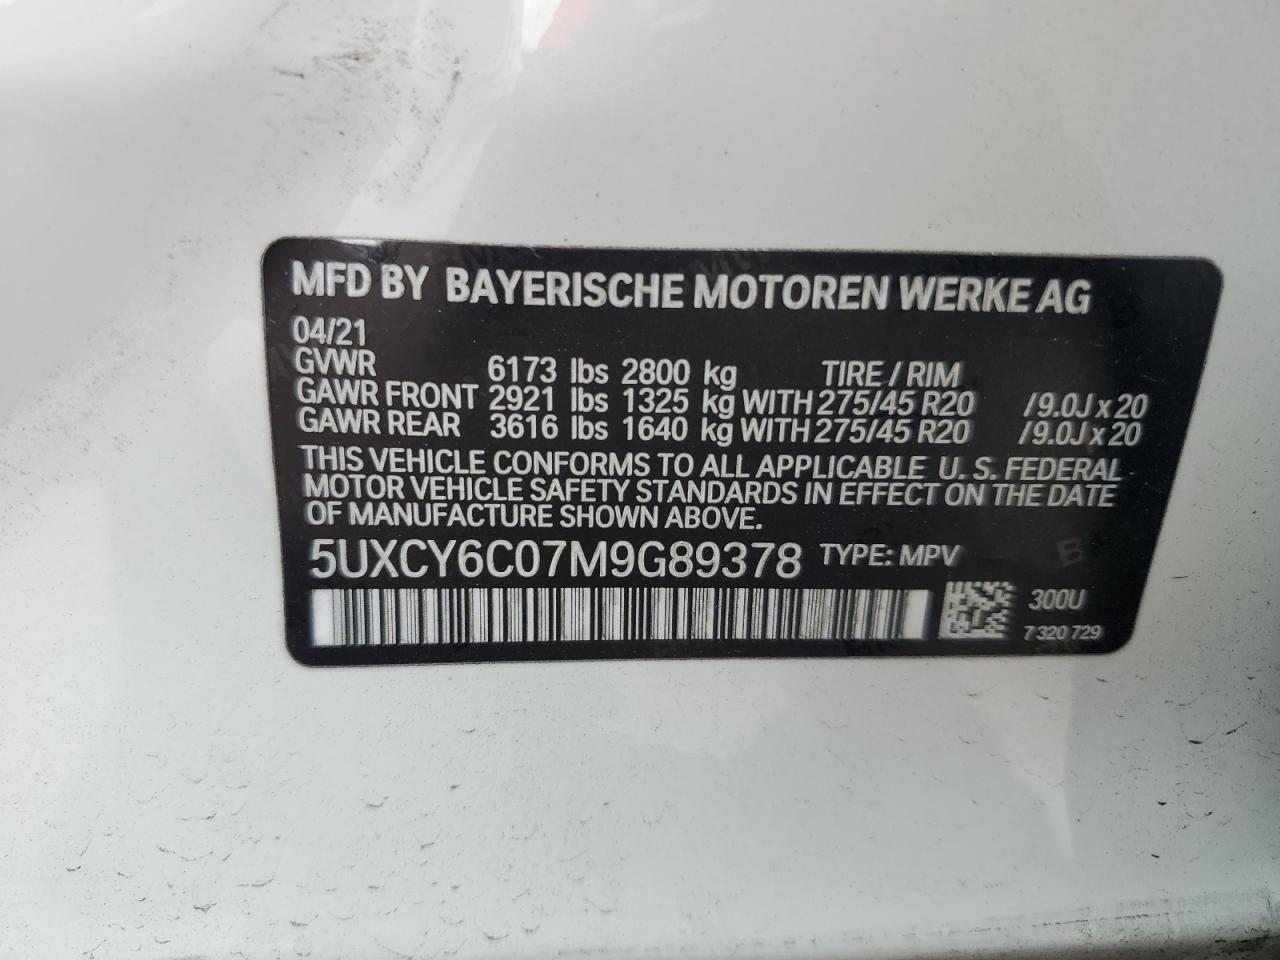 MFD BY BAYERISCHE MOTOREN WERKE AG
04/21
GVWR 6173 lbs 2800 kg TIRE / RIM
GAWR FRONT 2921 lbs 1325 kg WITH 275/45 R20 /9.0J x 20
GAWR REAR 3616 lbs 1640 kg WITH 275/45 R20 /9.0J x 20
THIS VEHICLE CONFORMS TO ALL APPLICABLE U. S. FEDERAL
MOTOR VEHICLE SAFETY STANDARDS IN EFFECT ON THE DATE
OF MANUFACTURE SHOWN ABOVE.
5UXCY6C07M9G89378 TYPE: MPV
300U
7 320 729